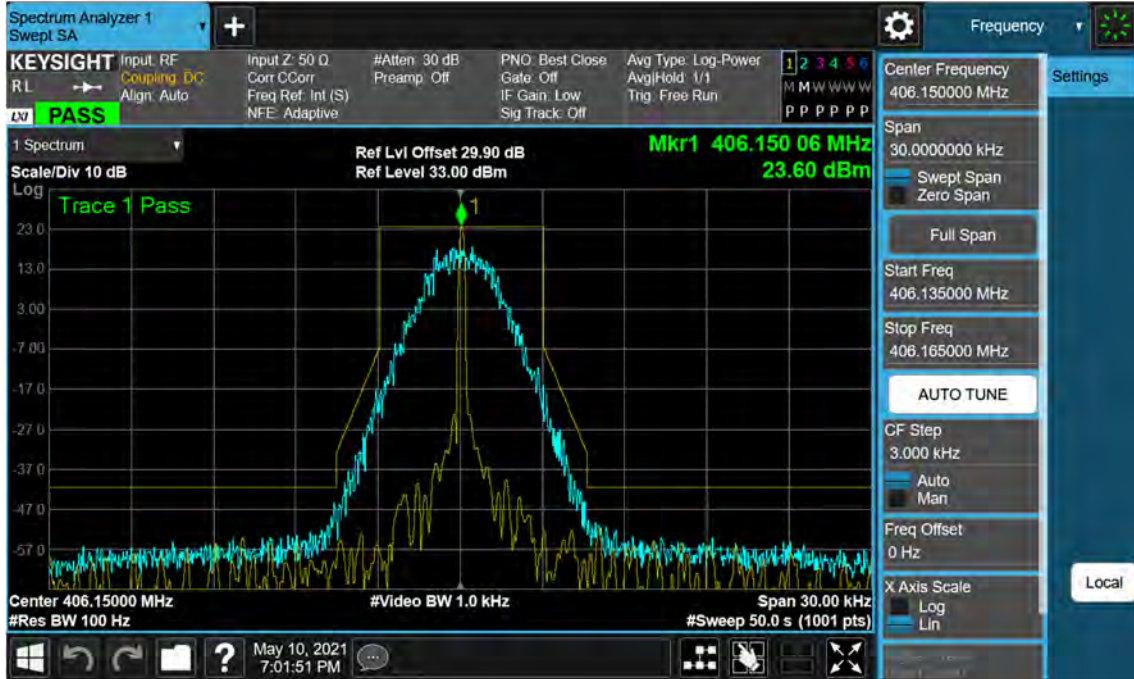 Spectrum Analyzer 1
Swept SA
Frequency
KEYSIGHT
RL
LXI PASS
Input: RF
Coupling: DC
Align: Auto
Input Z: 50 Ω
Corr CCorr
Freq Ref: Int (S)
NFE: Adaptive
#Atten: 30 dB
Preamp: Off
PNO: Best Close
Gate: Off
IF Gain: Low
Sig Track: Off
Avg Type: Log-Power
Avg|Hold: 1/1
Trig: Free Run
1 2 3 4 5 6
M M W W W W
P P P P P P
1 Spectrum
Scale/Div 10 dB
Ref Lvl Offset 29.90 dB
Ref Level 33.00 dBm
Mkr1 406.150 06 MHz
23.60 dBm
Log
Trace 1 Pass
1
23.0
13.0
3.00
-7.00
-17.0
-27.0
-37.0
-47.0
-57.0
Center 406.15000 MHz
#Video BW 1.0 kHz
Span 30.00 kHz
#Res BW 100 Hz
#Sweep 50.0 s (1001 pts)
?
May 10, 2021
7:01:51 PM
Center Frequency
406.150000 MHz
Settings
Span
30.0000000 kHz
Swept Span
Zero Span
Full Span
Start Freq
406.135000 MHz
Stop Freq
406.165000 MHz
AUTO TUNE
CF Step
3.000 kHz
Auto
Man
Freq Offset
0 Hz
X Axis Scale
Log
Lin
Local